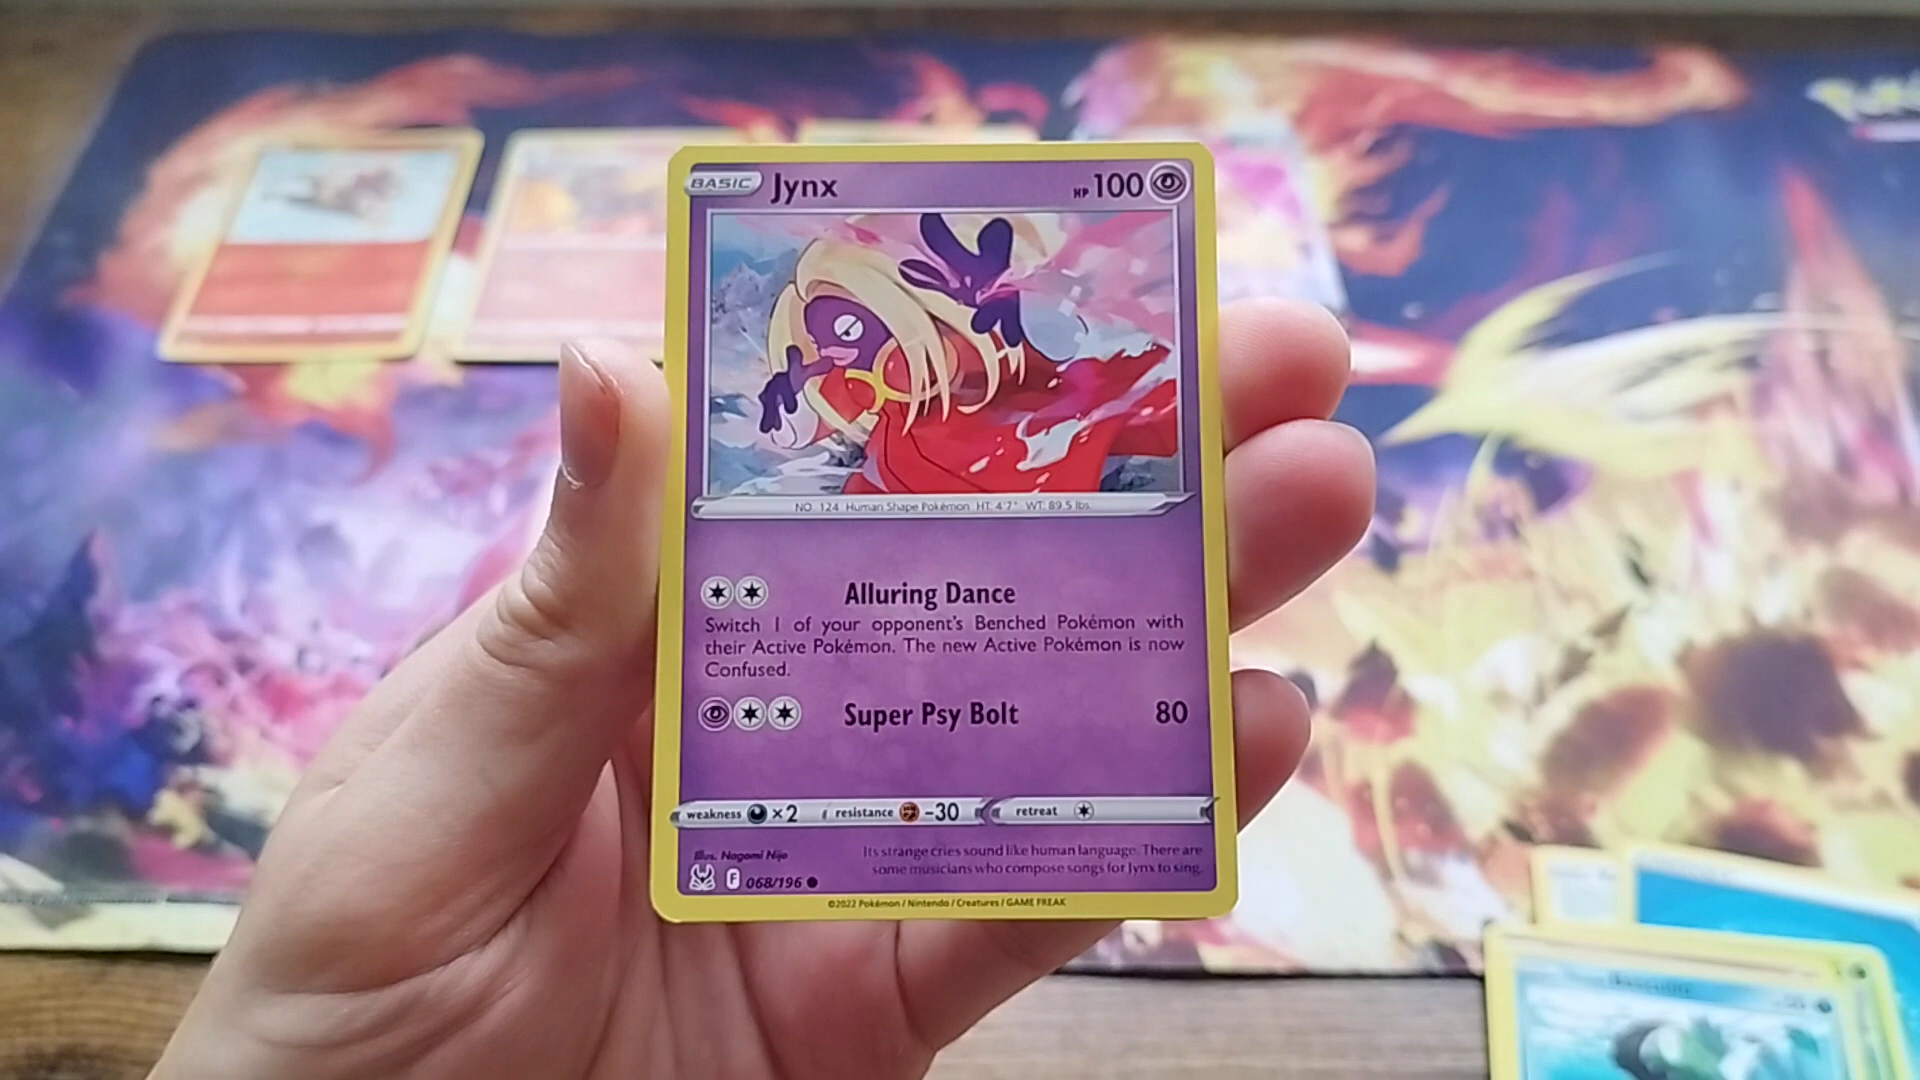 BASIC Jynx HP 100
NO. 124 Human Shape Pokémon HT: 4'7" WT: 89.5 lbs.
Alluring Dance
Switch 1 of your opponent's Benched Pokémon with
their Active Pokémon. The new Active Pokémon is now
Confused.
Super Psy Bolt 80
weakness ×2 resistance -30 retreat
Illus. Nagomi Nijo
Its strange cries sound like human language. There are
some musicians who compose songs for Jynx to sing.
F 068/196
©2022 Pokémon / Nintendo / Creatures / GAME FREAK